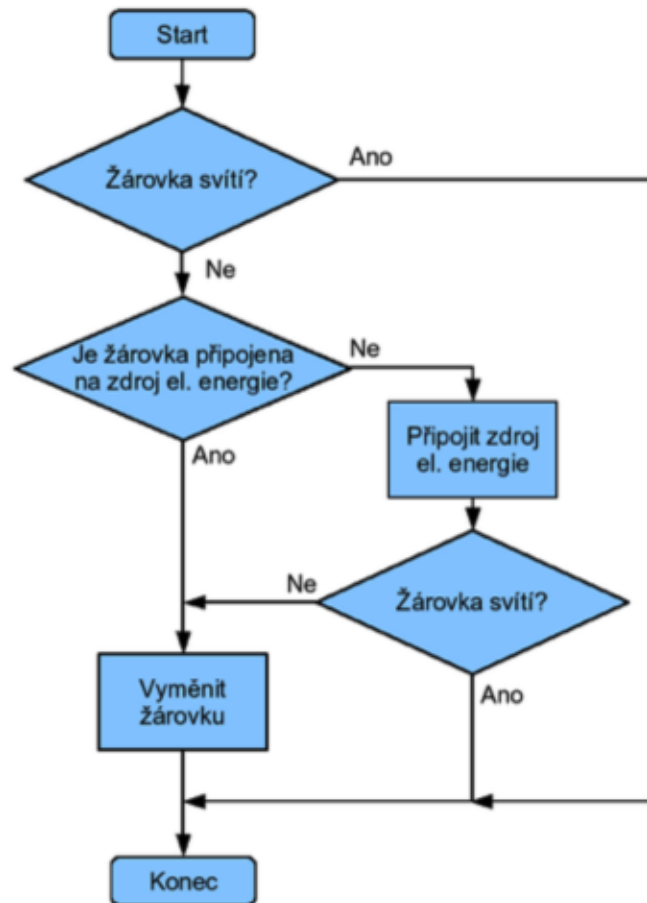 Start
Žárovka svítí?
Ano
Ne
Je žárovka připojena
na zdroj el. energie?
Ne
Připojit zdroj
el. energie
Ano
Ne
Žárovka svítí?
Vyměnit
žárovku
Ano
Konec